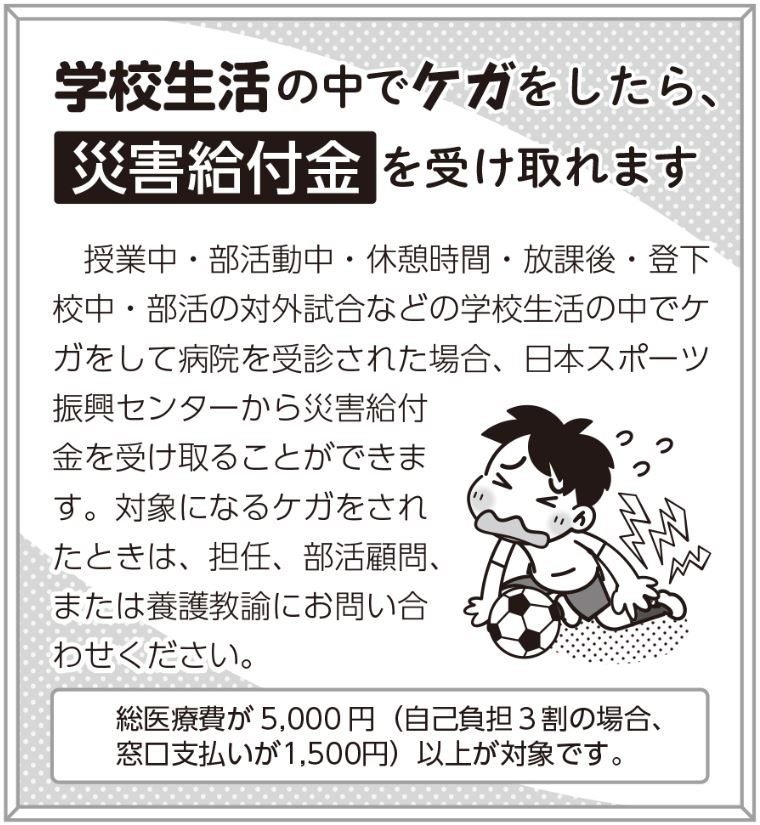 学校生活の中でケガをしたら、
災害給付金を受け取れます
授業中・部活動中・休憩時間・放課後・登下
校中・部活の対外試合などの学校生活の中でケ
ガをして病院を受診された場合、日本スポーツ
振興センターから災害給付
金を受け取ることができま
す。対象になるケガをされ
たときは、担任、部活顧問、
または養護教諭にお問い合
わせください。
総医療費が5,000円（自己負担３割の場合、
窓口支払いが1,500円）以上が対象です。